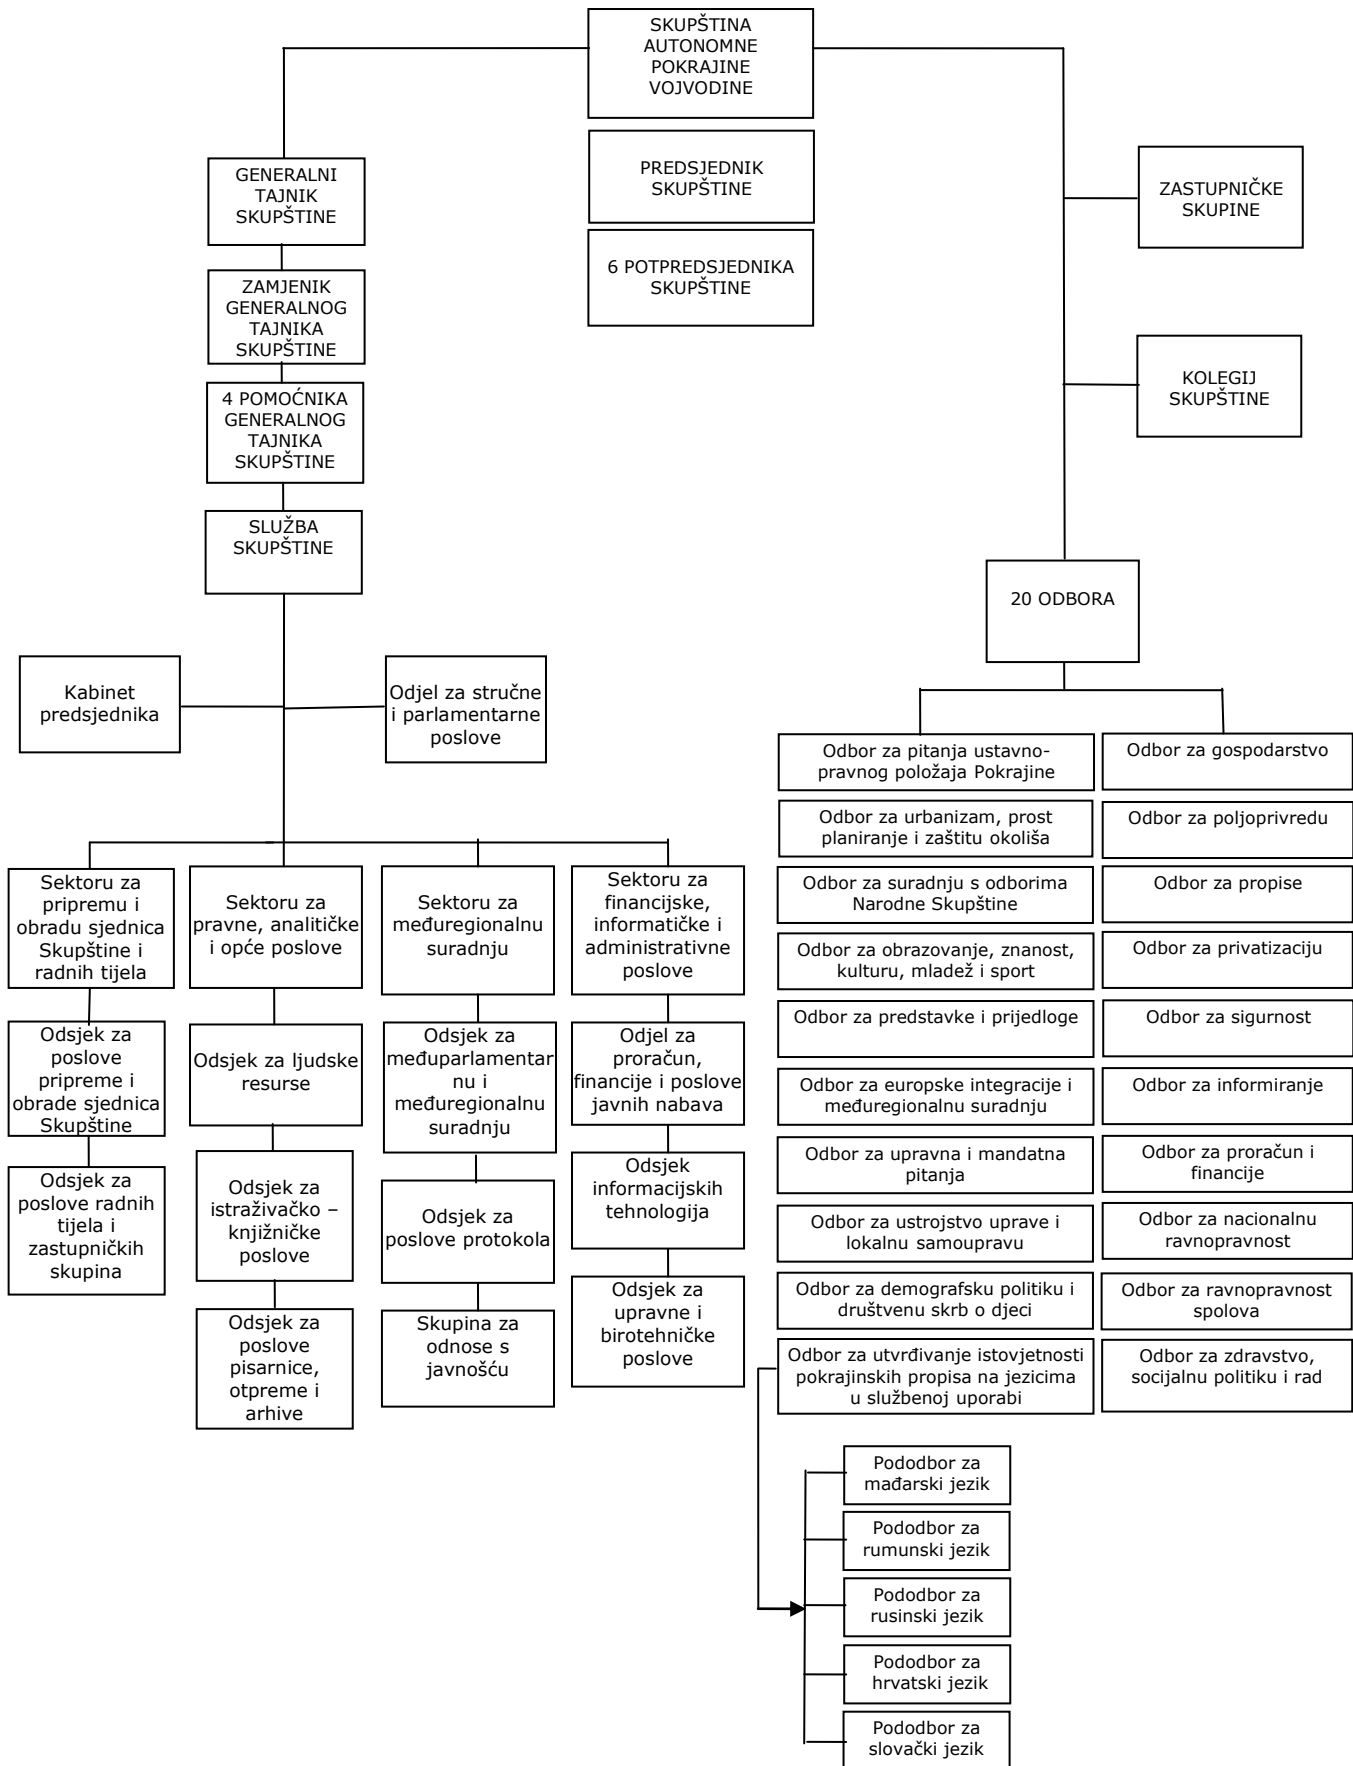 SKUPŠTINA
AUTONOMNE
POKRAJINE
VOJVODINE
PREDSJEDNIK
SKUPŠTINE
6 POTPREDSJEDNIKA
SKUPŠTINE
GENERALNI
TAJNIK
SKUPŠTINE
ZAMJENIK
GENERALNOG
TAJNIKA
SKUPŠTINE
4 POMOĆNIKA
GENERALNOG
TAJNIKA
SKUPŠTINE
SLUŽBA
SKUPŠTINE
ZASTUPNIČKE
SKUPINE
KOLEGIJ
SKUPŠTINE
20 ODBORA
Kabinet
predsjednika
Odjel za stručne
i parlamentarne
poslove
Sektoru za
pripremu i
obradu sjednica
Skupštine i
radnih tijela
Odsjek za
poslove
pripreme i
obrade sjednica
Skupštine
Odsjek za
poslove radnih
tijela i
zastupničkih
skupina
Sektoru za
pravne, analitičke
i opće poslove
Odsjek za ljudske
resurse
Odsjek za
istraživačko –
knjižničke
poslove
Odsjek za
poslove
pisarnice,
otpreme i
arhive
Sektoru za
međuregionalnu
suradnju
Odsjek za
međuparlamentar
nu i
međuregionalnu
suradnju
Odsjek za
poslove protokola
Skupina za
odnose s
javnošću
Sektoru za
financijske,
informatičke i
administrativne
poslove
Odjel za
proračun,
financije i poslove
javnih nabava
Odsjek
informacijskih
tehnologija
Odsjek za
upravne i
birotehničke
poslove
Odbor za pitanja ustavno-
pravnog položaja Pokrajine
Odbor za urbanizam, prost
planiranje i zaštitu okoliša
Odbor za suradnju s odborima
Narodne Skupštine
Odbor za obrazovanje, znanost,
kulturu, mladež i sport
Odbor za predstavke i prijedloge
Odbor za europske integracije i
međuregionalnu suradnju
Odbor za upravna i mandatna
pitanja
Odbor za ustrojstvo uprave i
lokalnu samoupravu
Odbor za demografsku politiku i
društvenu skrb o djeci
Odbor za utvrđivanje istovjetnosti
pokrajinskih propisa na jezicima
u službenoj uporabi
Odbor za gospodarstvo
Odbor za poljoprivredu
Odbor za propise
Odbor za privatizaciju
Odbor za sigurnost
Odbor za informiranje
Odbor za proračun i
financije
Odbor za nacionalnu
ravnopravnost
Odbor za ravnopravnost
spolova
Odbor za zdravstvo,
socijalnu politiku i rad
Pododbor za
mađarski jezik
Pododbor za
rumunski jezik
Pododbor za
rusinski jezik
Pododbor za
hrvatski jezik
Pododbor za
slovački jezik